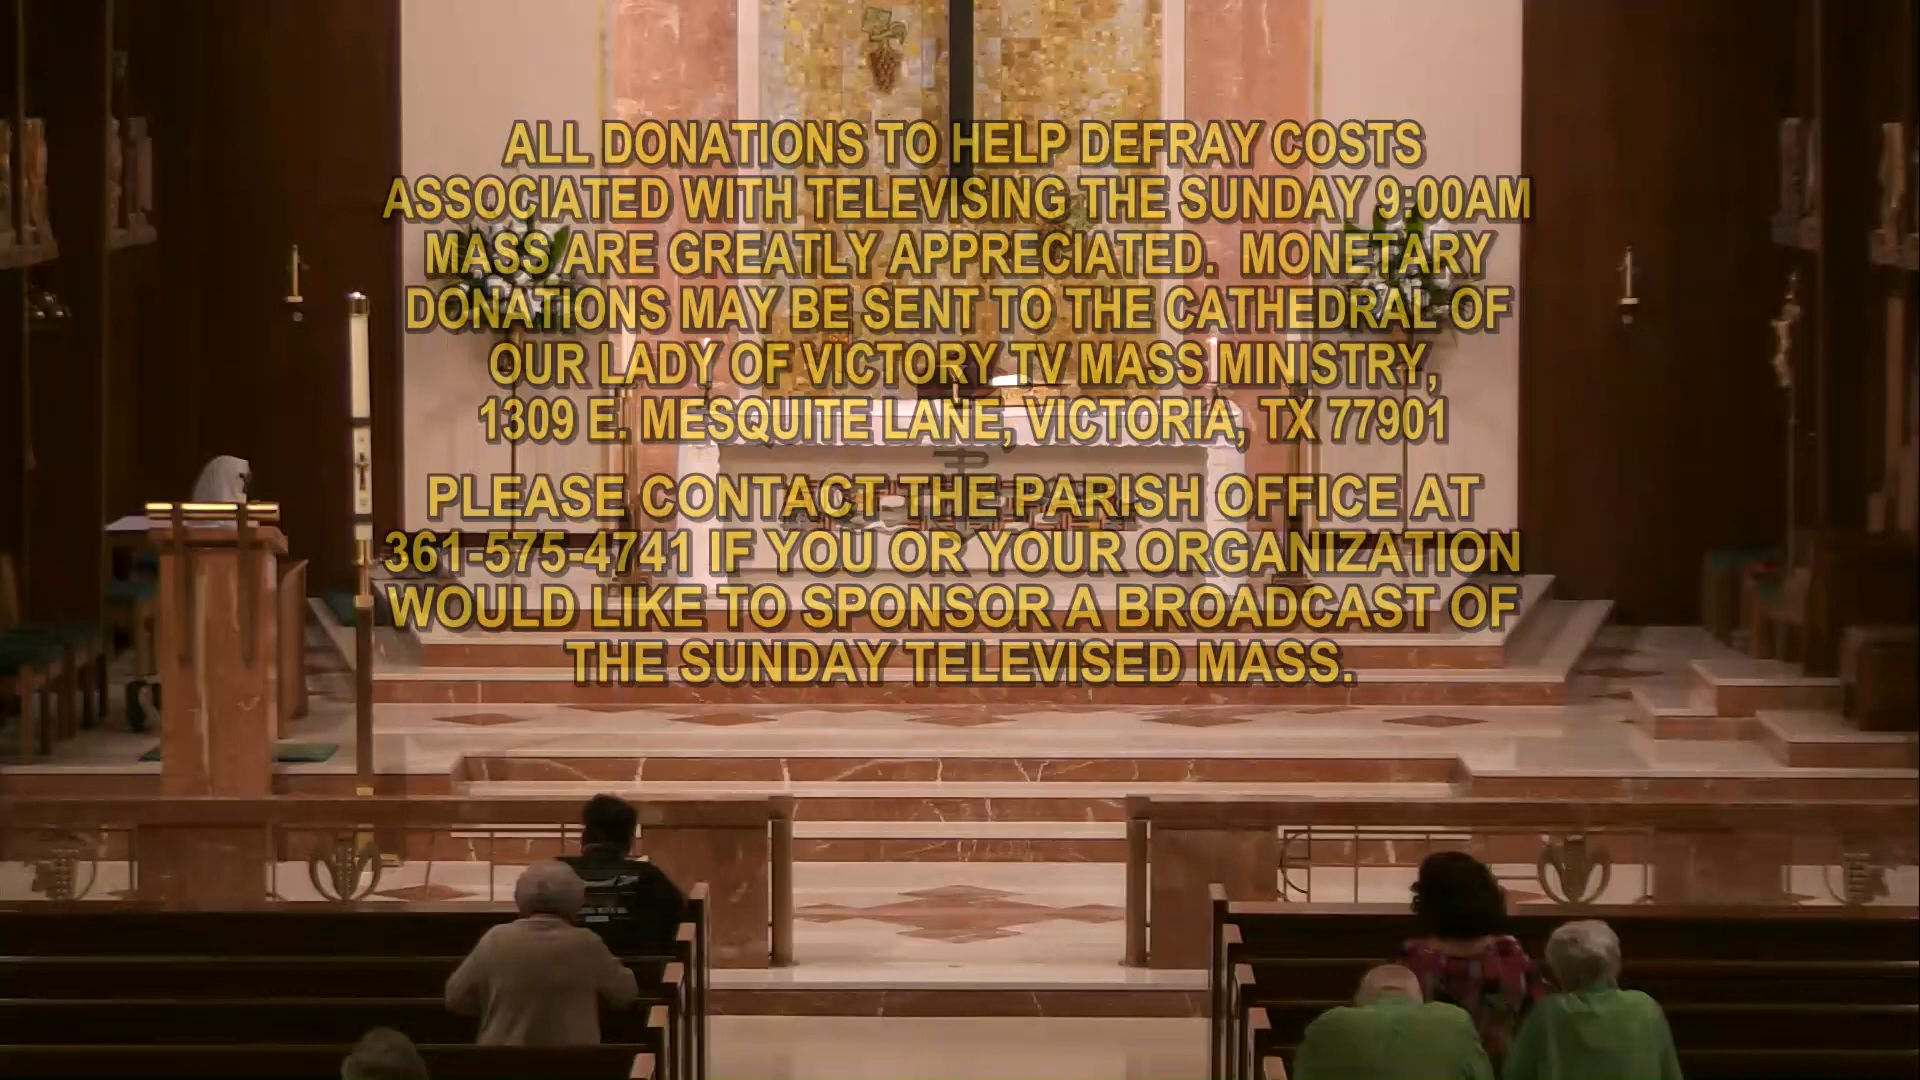 ALL DONATIONS TO HELP DEFRAY COSTS
ASSOCIATED WITH TELEVISING THE SUNDAY 9:00AM
MASS ARE GREATLY APPRECIATED. MONETARY
DONATIONS MAY BE SENT TO THE CATHEDRAL OF
OUR LADY OF VICTORY TV MASS MINISTRY,
1309 E. MESQUITE LANE, VICTORIA, TX 77901
PLEASE CONTACT THE PARISH OFFICE AT
361-575-4741 IF YOU OR YOUR ORGANIZATION
WOULD LIKE TO SPONSOR A BROADCAST OF
THE SUNDAY TELEVISED MASS.